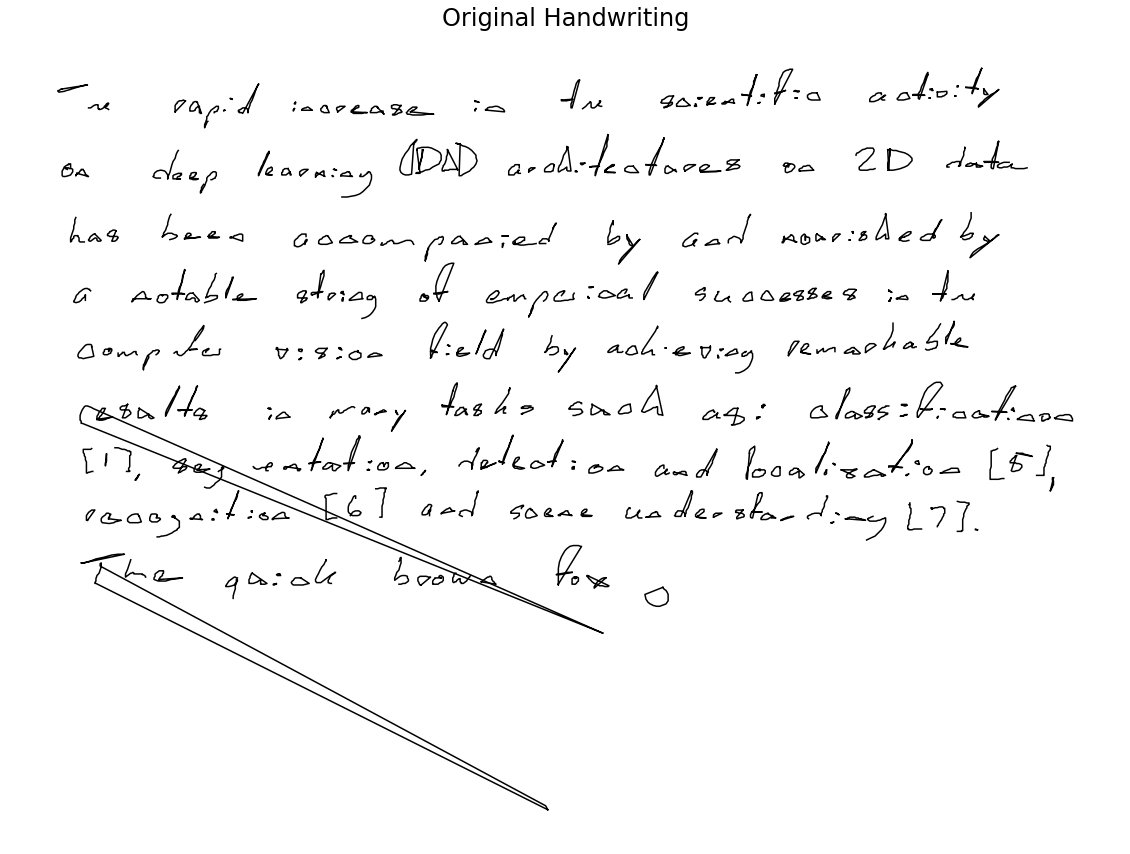 Original Handwriting
The rapid increase in the scientific activity
on deep learning (DL) architectures on 2D data
has been accompanied by and nourished by
a notable string of emperical successes in the
computer vision field by achieving remarkable
results in many tasks such as: classifications
[1], segmentation, detection and localization [5],
recognition [6] and scene understanding [7].
The quick brown fox